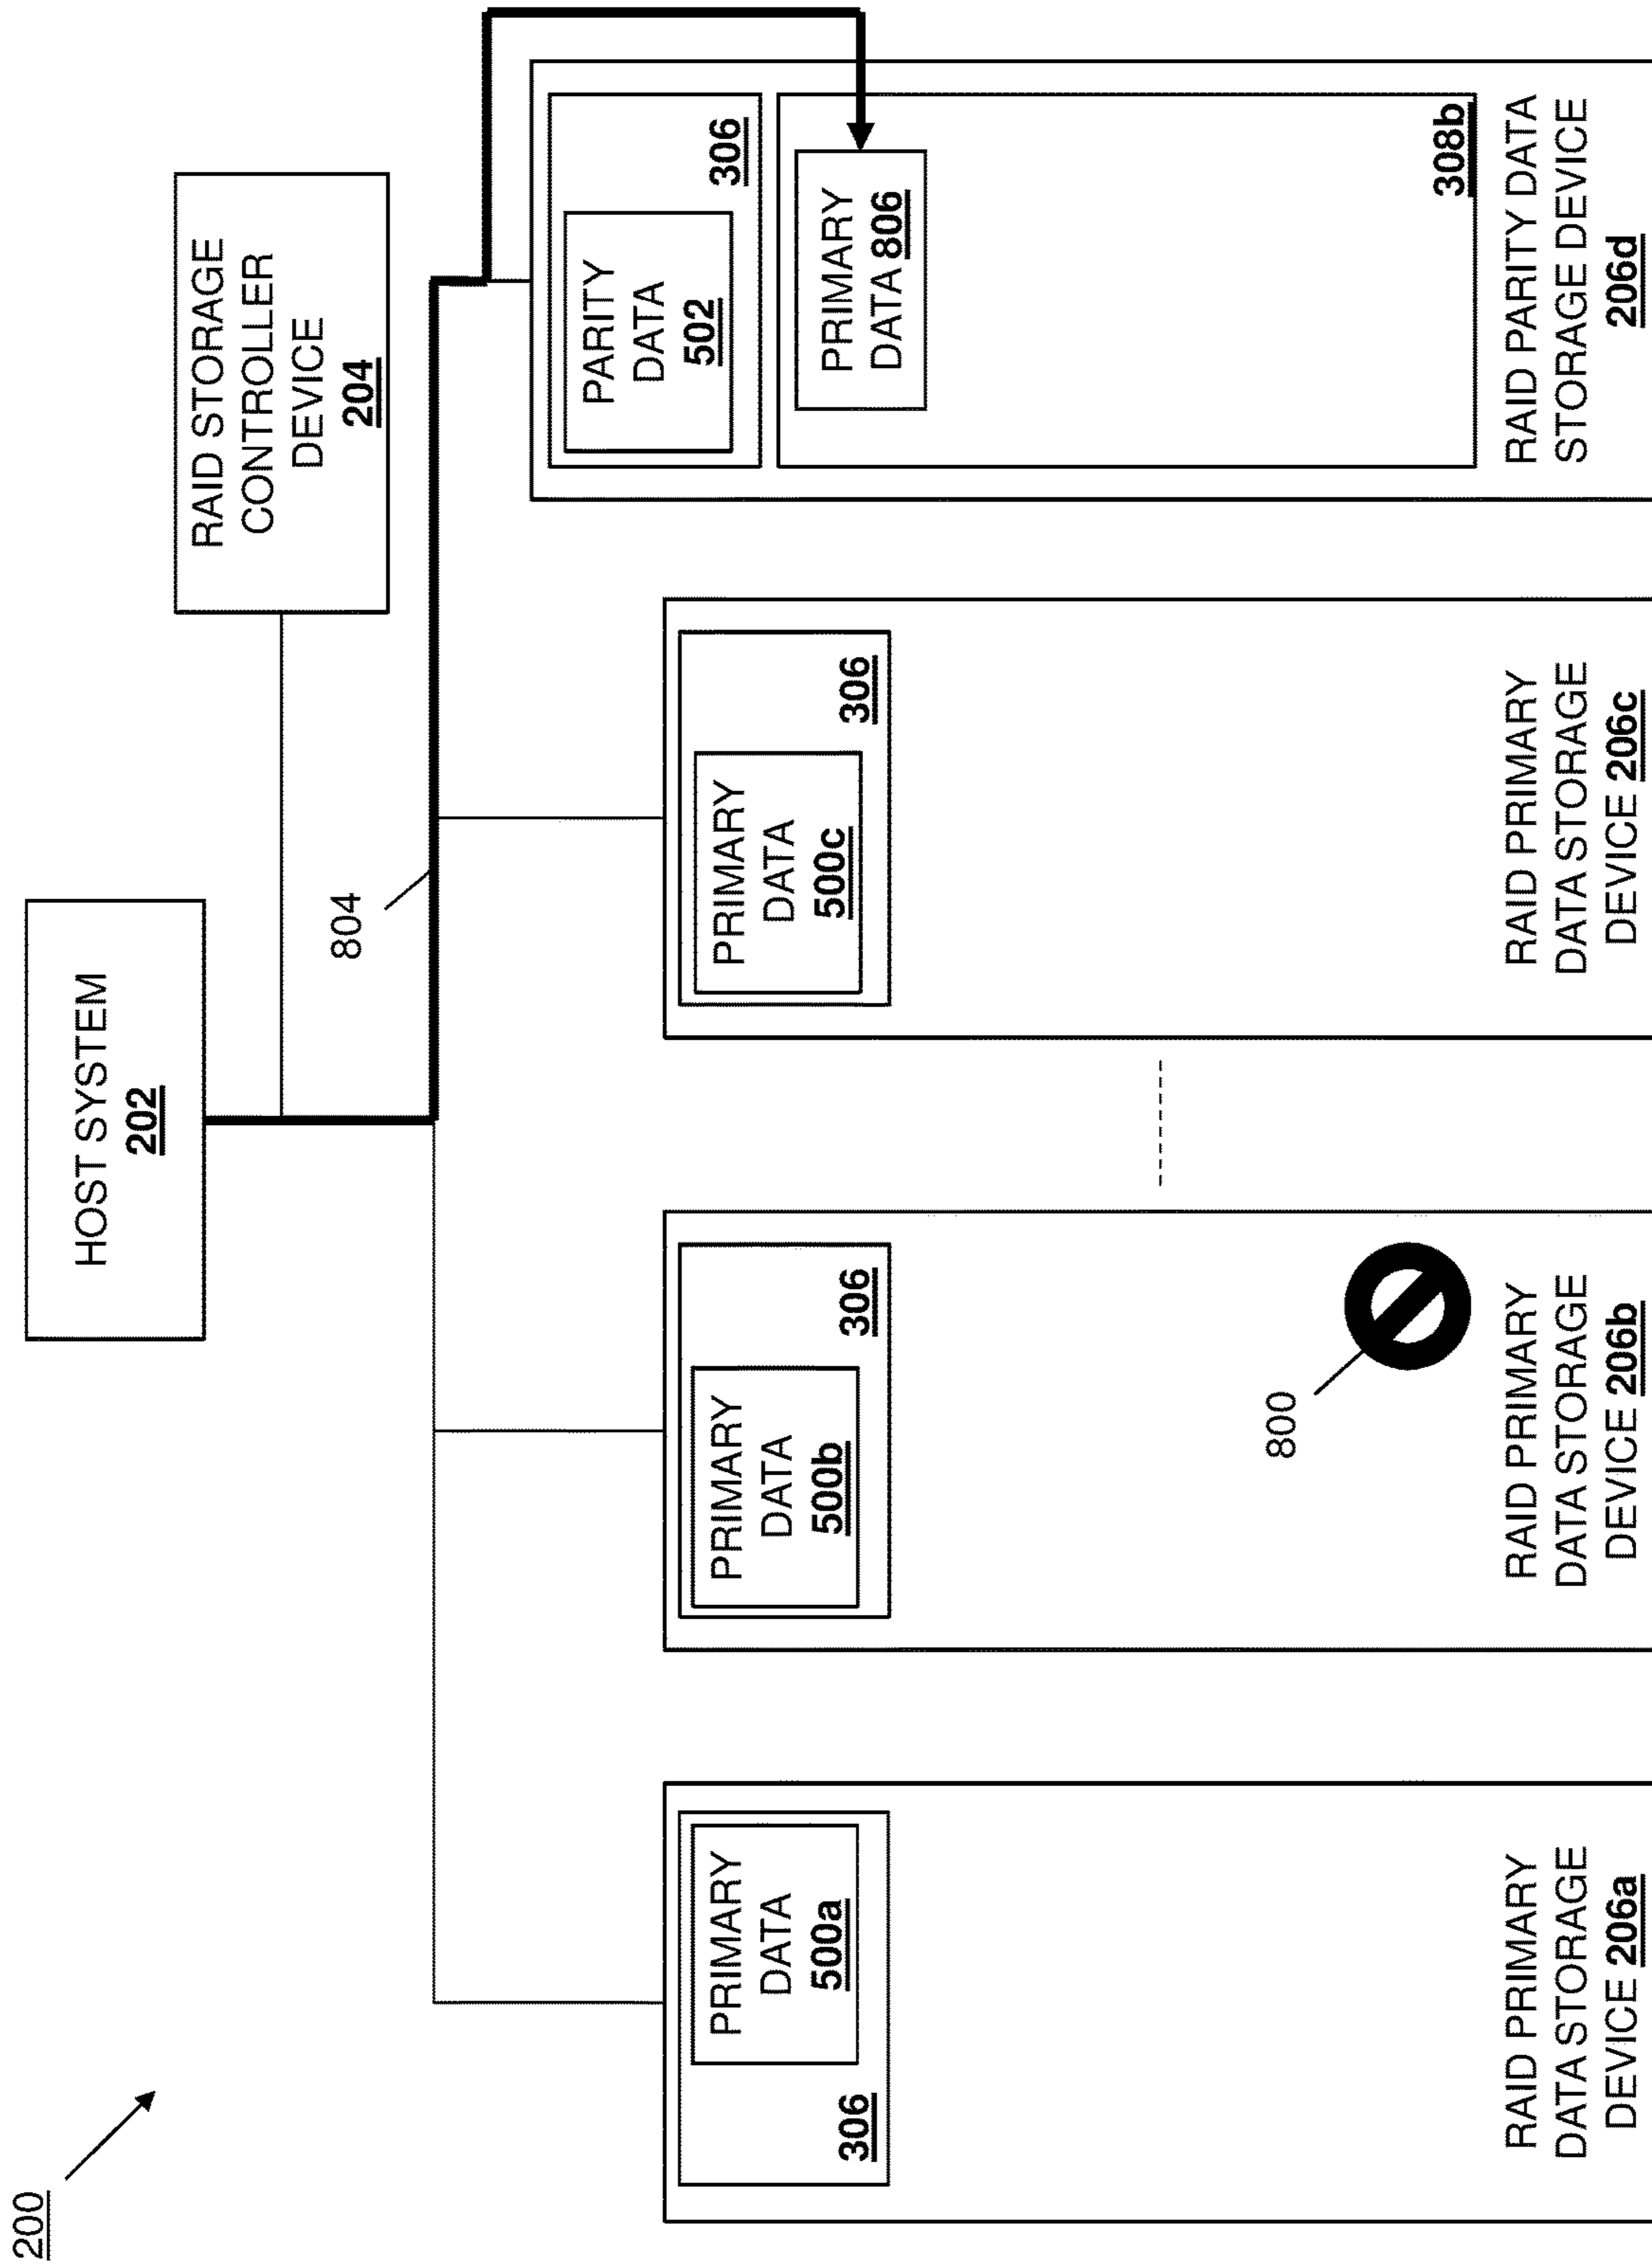 200
HOST SYSTEM
202
RAID STORAGE
CONTROLLER
DEVICE
204
804
306
PRIMARY
DATA
500a
RAID PRIMARY
DATA STORAGE
DEVICE 206a
PRIMARY
DATA
500b
306
800
RAID PRIMARY
DATA STORAGE
DEVICE 206b
PRIMARY
DATA
500c
306
RAID PRIMARY
DATA STORAGE
DEVICE 206c
PARITY
DATA
502
306
PRIMARY
DATA 806
308b
RAID PARITY DATA
STORAGE DEVICE
206d